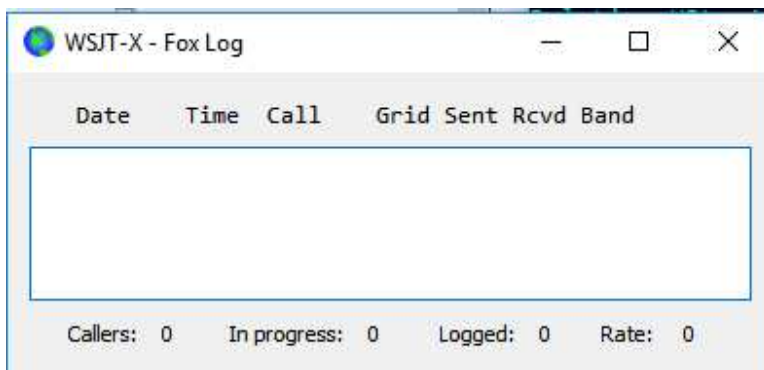 WSJT-X - Fox Log
Date Time Call Grid Sent Rcvd Band
Callers: 0 In progress: 0 Logged: 0 Rate: 0